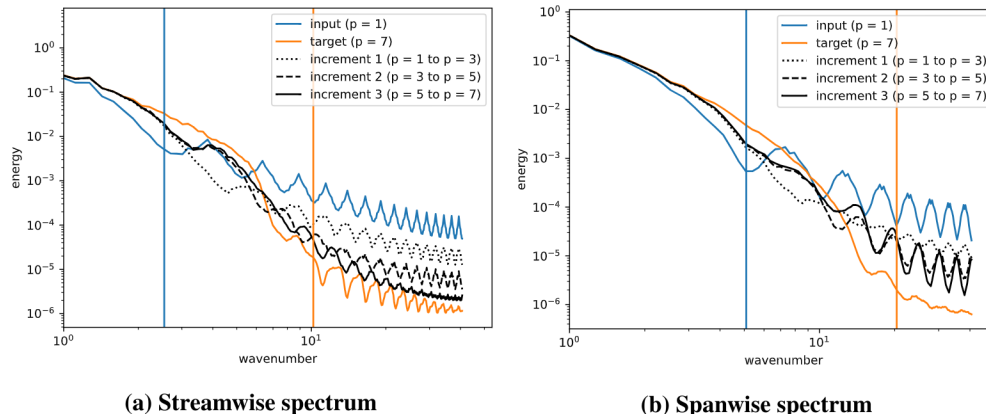 10⁰
10⁻¹
10⁻²
10⁻³
10⁻⁴
10⁻⁵
10⁻⁶
energy
10⁰
10¹
wavenumber
input (p = 1)
target (p = 7)
increment 1 (p = 1 to p = 3)
increment 2 (p = 3 to p = 5)
increment 3 (p = 5 to p = 7)
(a) Streamwise spectrum
10⁰
10⁻¹
10⁻²
10⁻³
10⁻⁴
10⁻⁵
10⁻⁶
energy
10⁰
10¹
wavenumber
input (p = 1)
target (p = 7)
increment 1 (p = 1 to p = 3)
increment 2 (p = 3 to p = 5)
increment 3 (p = 5 to p = 7)
(b) Spanwise spectrum